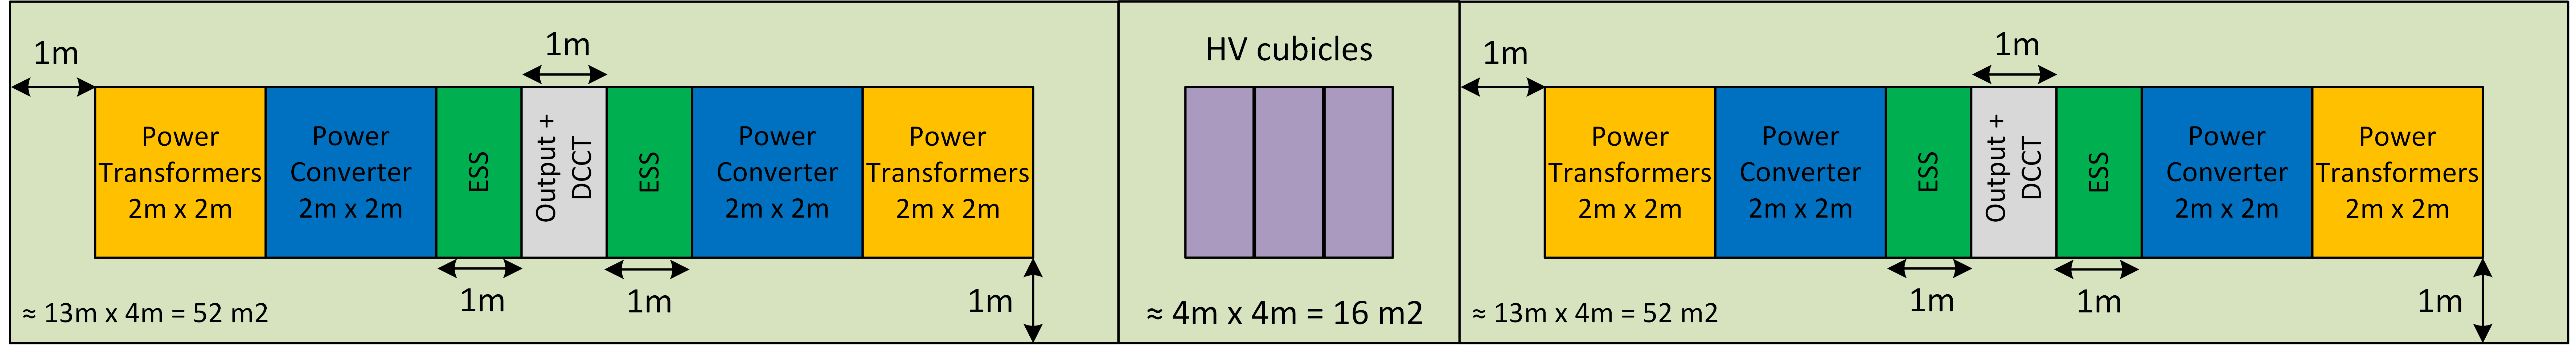 1m
1m
Power
Transformers
2m x 2m
Power
Converter
2m x 2m
ESS
Output +
DCCT
ESS
Power
Converter
2m x 2m
Power
Transformers
2m x 2m
1m
1m
1m
≈ 13m x 4m = 52 m2
HV cubicles
≈ 4m x 4m = 16 m2
1m
1m
Power
Transformers
2m x 2m
Power
Converter
2m x 2m
ESS
Output +
DCCT
ESS
Power
Converter
2m x 2m
Power
Transformers
2m x 2m
1m
1m
1m
≈ 13m x 4m = 52 m2